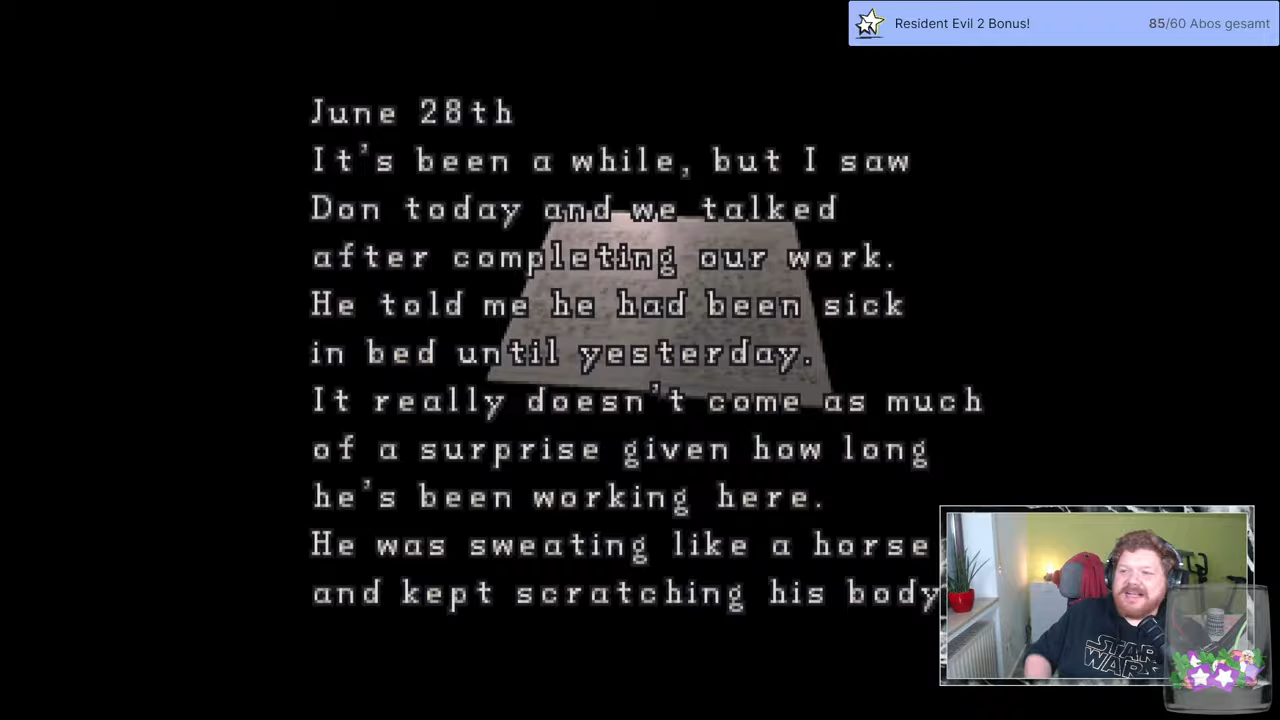 Resident Evil 2 Bonus! 85/60 Abos gesamt
June 28th
It's been a while, but I saw
Don today and we talked
after completing our work.
He told me he had been sick
in bed until yesterday.
It really doesn't come as much
of a surprise given how long
he's been working here.
He was sweating like a horse
and kept scratching his body
STAR
WARS